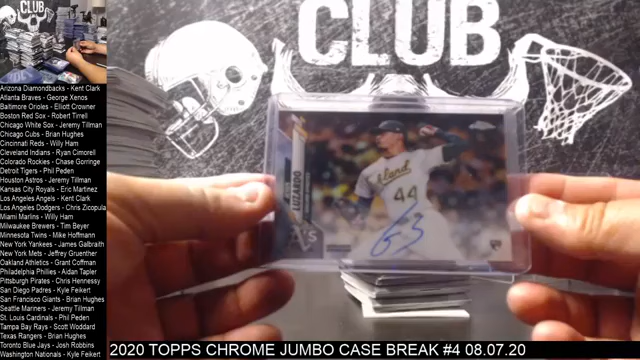 CLUB
CLUB
Arizona Diamondbacks - Kent Clark
Atlanta Braves - George Xenos
Baltimore Orioles - Elliott Crowner
Boston Red Sox - Robert Tirrell
Chicago White Sox - Jeremy Tillman
Chicago Cubs - Brian Hughes
Cincinnati Reds - Willy Ham
Cleveland Indians - Ryan Cimorell
Colorado Rockies - Chase Gorringe
Detroit Tigers - Phil Peden
Houston Astros - Jeremy Tillman
Kansas City Royals - Eric Martinez
Los Angeles Angels - Kent Clark
Los Angeles Dodgers - Chris Zicopula
Miami Marlins - Willy Ham
Milwaukee Brewers - Tim Beyer
Minnesota Twins - Mike Hoffmann
New York Yankees - James Galbraith
New York Mets - Jeffrey Gruenther
Oakland Athletics - Grant Coffman
Philadelphia Phillies - Aidan Tapler
Pittsburgh Pirates - Chris Hennessy
San Diego Padres - Kyle Feikert
San Francisco Giants - Brian Hughes
Seattle Mariners - Jeremy Tillman
St. Louis Cardinals - Phil Peden
Tampa Bay Rays - Scott Woddard
Texas Rangers - Brian Hughes
Toronto Blue Jays - Josh Robbins
Washington Nationals - Kyle Feikert
LUZARDO
44
2020 TOPPS CHROME JUMBO CASE BREAK #4 08.07.20